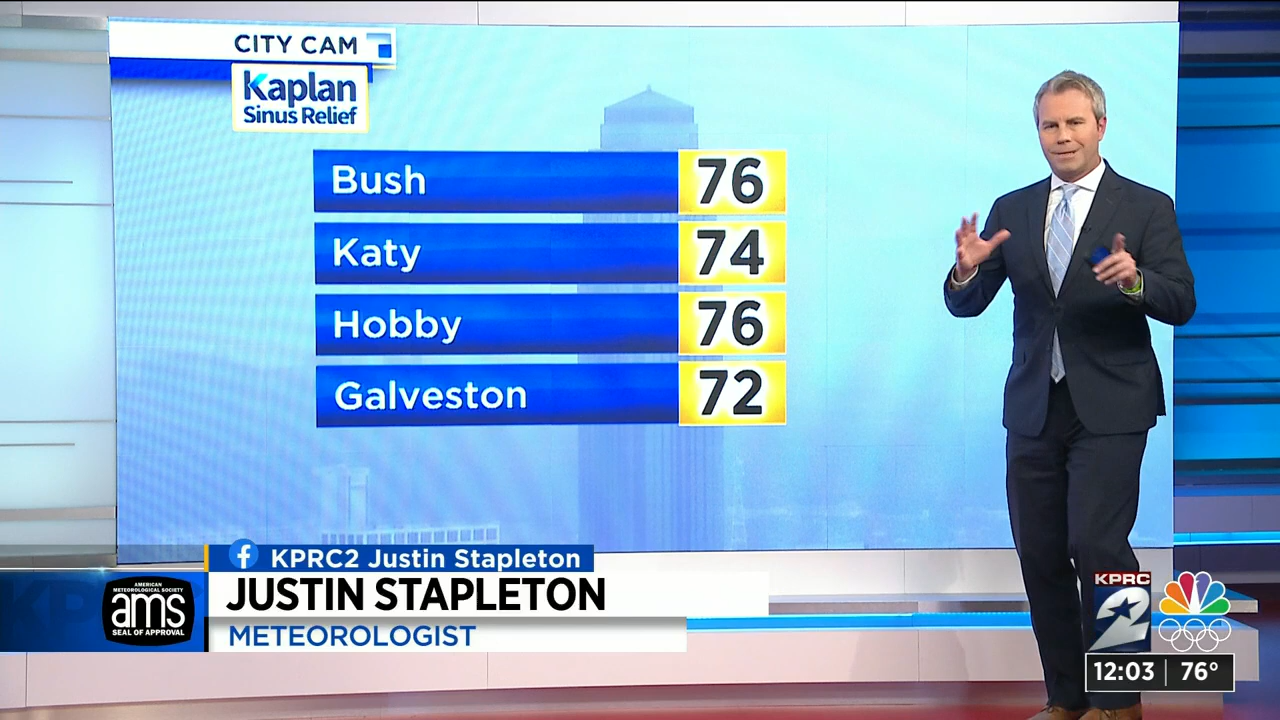 CITY CAM
Kaplan
Sinus Relief
Bush 76
Katy 74
Hobby 76
Galveston 72
KPRC2 Justin Stapleton
JUSTIN STAPLETON
METEOROLOGIST
AMERICAN
METEOROLOGICAL SOCIETY
ams
SEAL OF APPROVAL
KPRC
2
12:03 76°